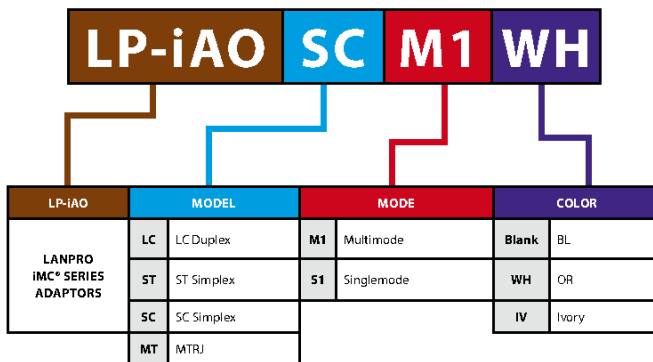 LP-iAO SC M1 WH
LP-iAO MODEL MODE COLOR
LANPRO
iMC® SERIES
ADAPTORS
LC LC Duplex M1 Multimode Blank BL
ST ST Simplex S1 Singlemode WH OR
SC SC Simplex IV Ivory
MT MTRJ